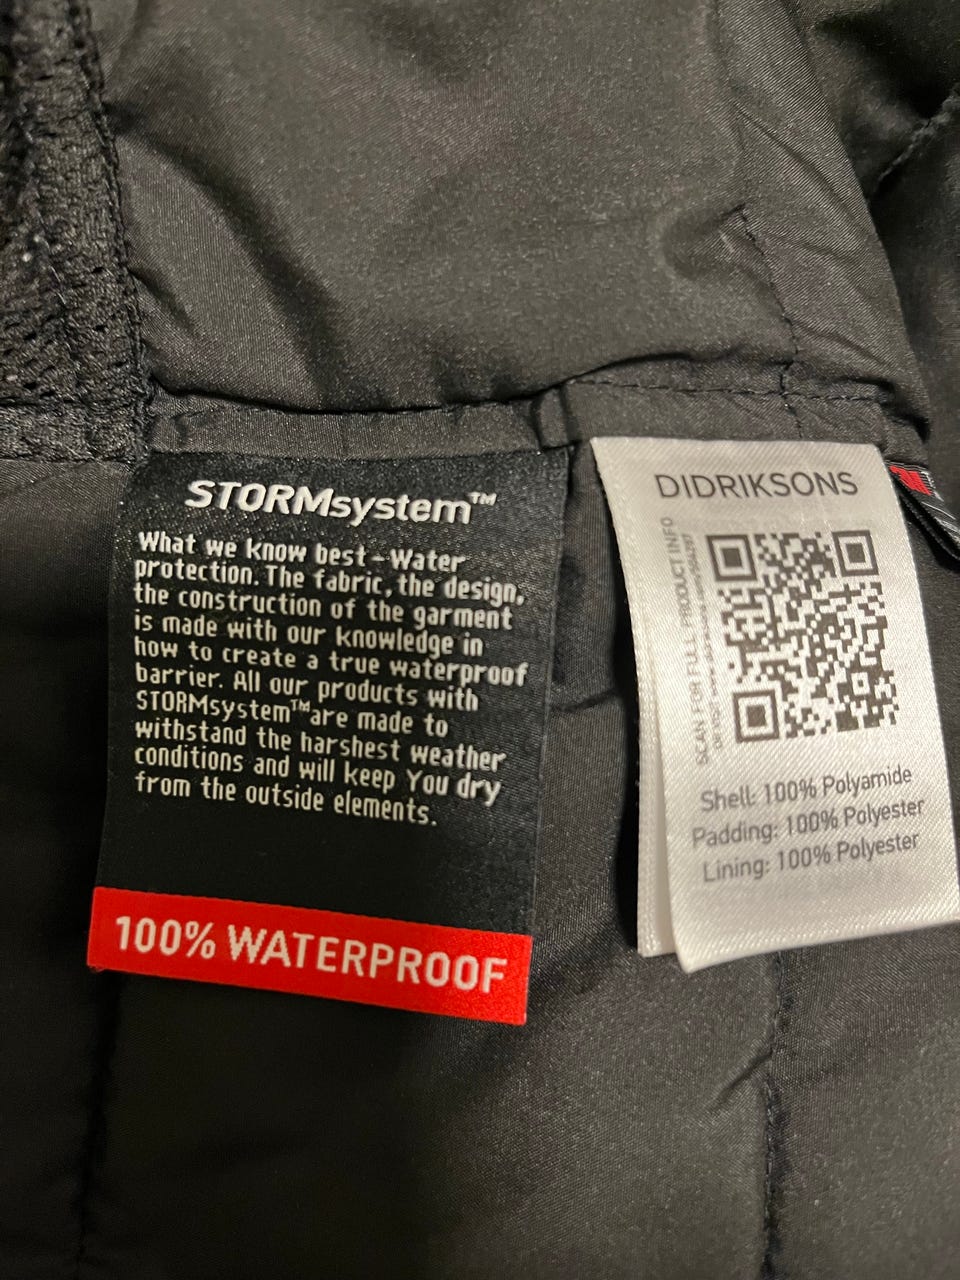 STORMsystem™
What we know best – Water
protection. The fabric, the design,
the construction of the garment
is made with our knowledge in
how to create a true waterproof
barrier. All our products with
STORMsystem™are made to
withstand the harshest weather
conditions and will keep You dry
from the outside elements.
100% WATERPROOF
DIDRIKSONS
SCAN FOR FULL PRODUCT INFO
Shell: 100% Polyamide
Padding: 100% Polyester
Lining: 100% Polyester